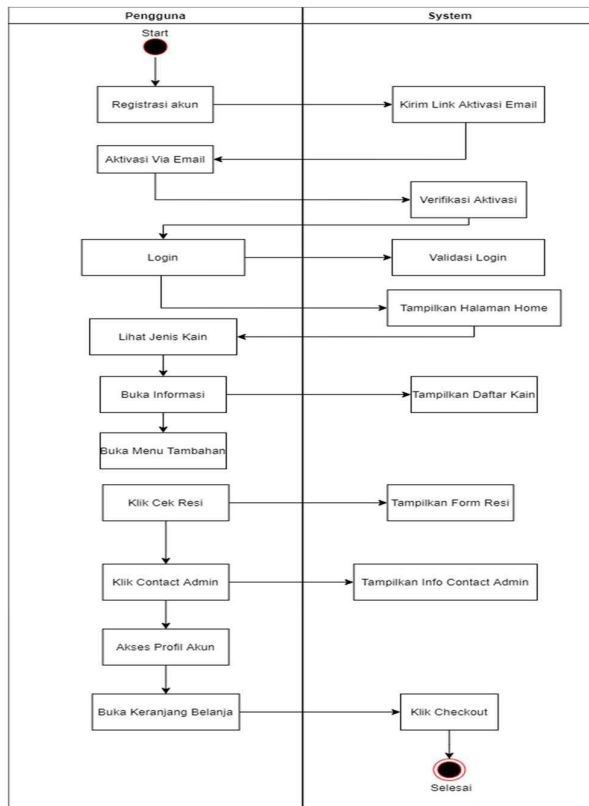 Pengguna
System
Start
Registrasi akun
Kirim Link Aktivasi Email
Aktivasi Via Email
Verifikasi Aktivasi
Login
Validasi Login
Tampilkan Halaman Home
Lihat Jenis Kain
Buka Informasi
Tampilkan Daftar Kain
Buka Menu Tambahan
Klik Cek Resi
Tampilkan Form Resi
Klik Contact Admin
Tampilkan Info Contact Admin
Akses Profil Akun
Buka Keranjang Belanja
Klik Checkout
Selesai